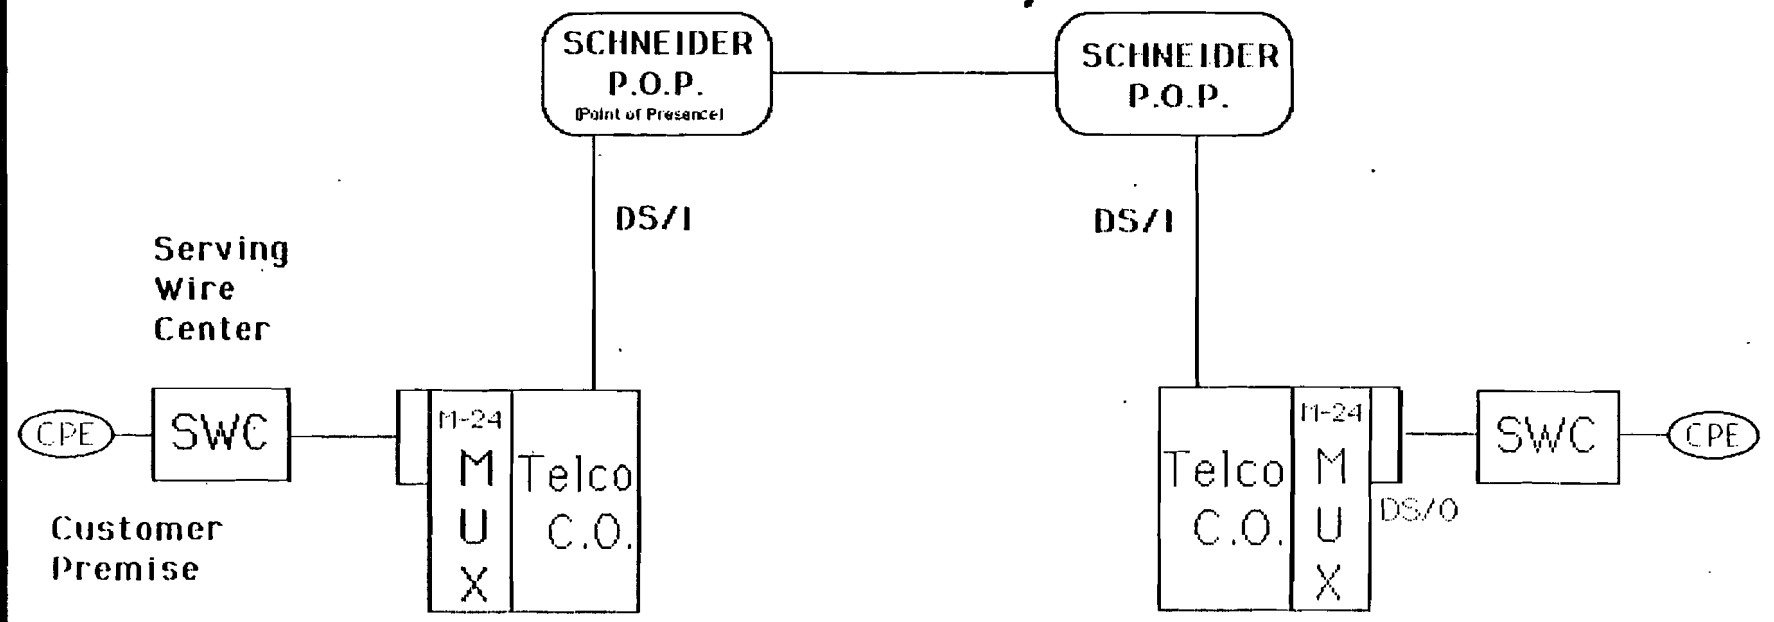 SCHNEIDER
P.O.P.
(Point of Presence)
SCHNEIDER
P.O.P.
DS/1
DS/1
Serving
Wire
Center
CPE
SWC
M-24
M
U
X
Telco
C.O.
Telco
C.O.
M-24
M
U
X
DS/0
SWC
CPE
Customer
Premise